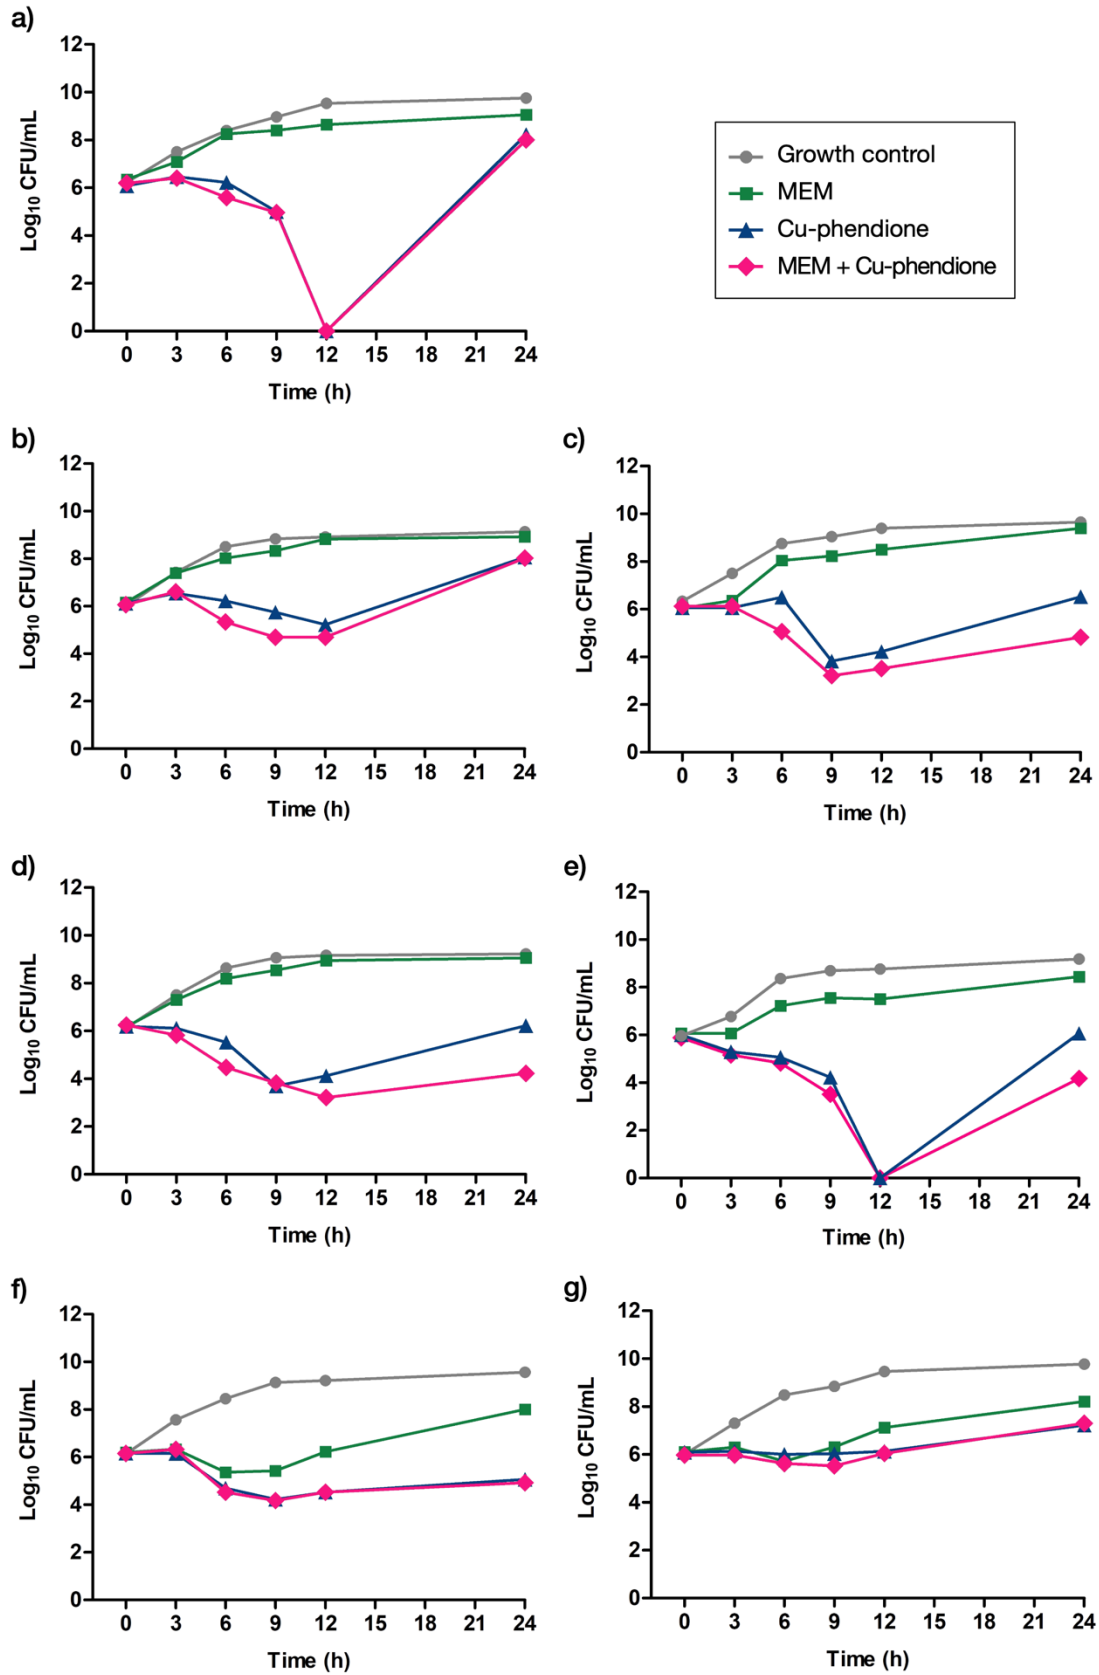 a)
12
10
8
6
4
2
0
Log10 CFU/mL
0 3 6 9 12 15 18 21 24
Time (h)
Growth control
MEM
Cu-phendione
MEM + Cu-phendione
b)
12
10
8
6
4
2
0
Log10 CFU/mL
0 3 6 9 12 15 18 21 24
Time (h)
c)
12
10
8
6
4
2
0
Log10 CFU/mL
0 3 6 9 12 15 18 21 24
Time (h)
d)
12
10
8
6
4
2
0
Log10 CFU/mL
0 3 6 9 12 15 18 21 24
Time (h)
e)
12
10
8
6
4
2
0
Log10 CFU/mL
0 3 6 9 12 15 18 21 24
Time (h)
f)
12
10
8
6
4
2
0
Log10 CFU/mL
0 3 6 9 12 15 18 21 24
Time (h)
g)
12
10
8
6
4
2
0
Log10 CFU/mL
0 3 6 9 12 15 18 21 24
Time (h)